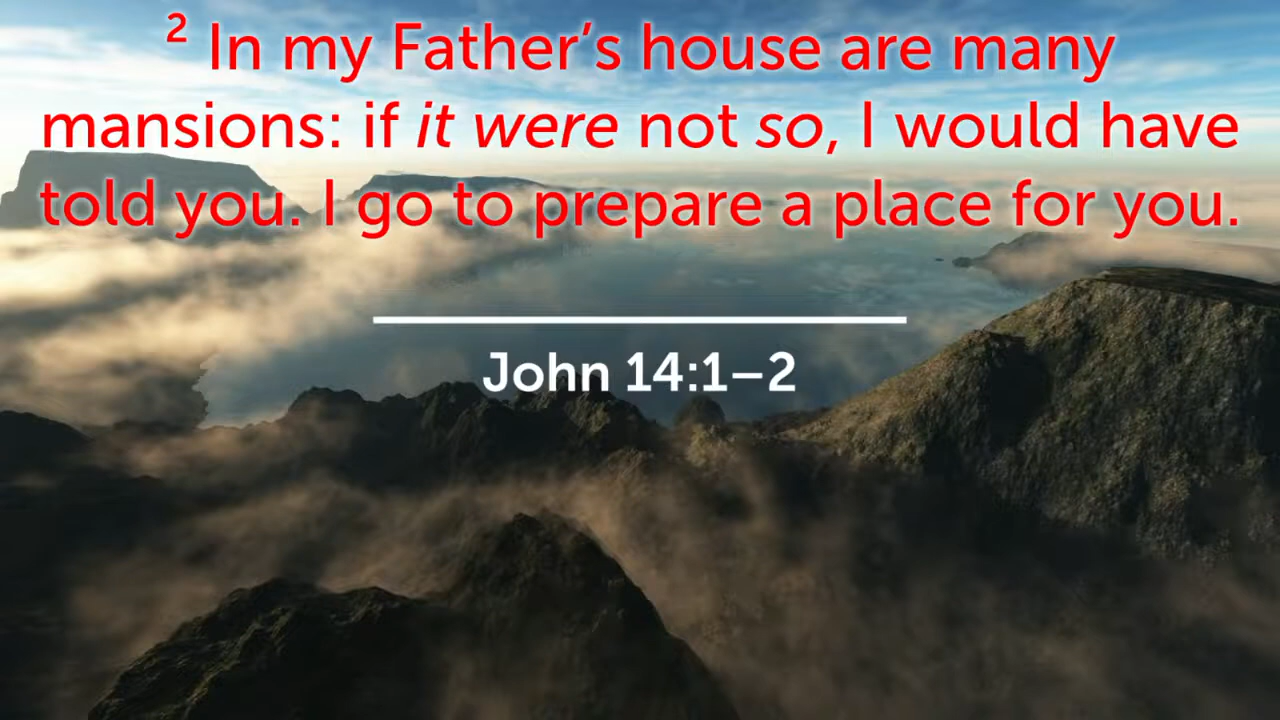 ² In my Father’s house are many
mansions: if it were not so, I would have
told you. I go to prepare a place for you.
John 14:1–2